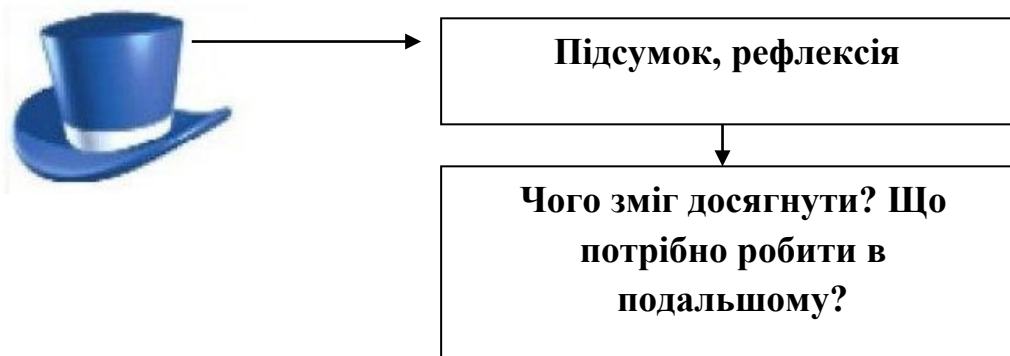 Підсумок, рефлексія
Чого зміг досягнути? Що
потрібно робити в
подальшому?